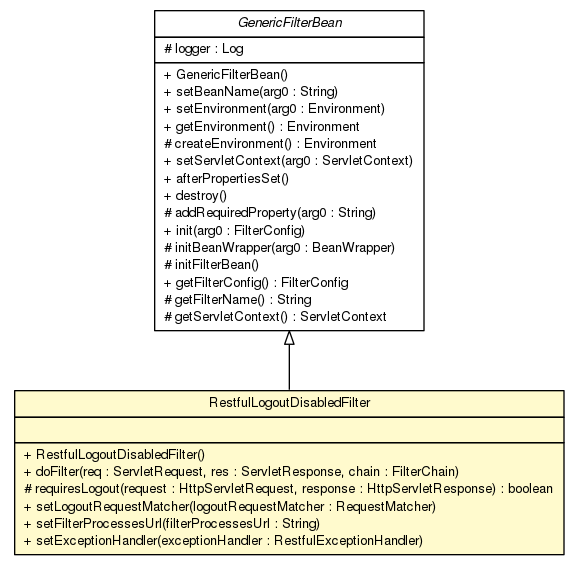 GenericFilterBean
# logger : Log
+ GenericFilterBean()
+ setBeanName(arg0 : String)
+ setEnvironment(arg0 : Environment)
+ getEnvironment() : Environment
# createEnvironment() : Environment
+ setServletContext(arg0 : ServletContext)
+ afterPropertiesSet()
+ destroy()
# addRequiredProperty(arg0 : String)
+ init(arg0 : FilterConfig)
# initBeanWrapper(arg0 : BeanWrapper)
# initFilterBean()
+ getFilterConfig() : FilterConfig
# getFilterName() : String
# getServletContext() : ServletContext
RestfulLogoutDisabledFilter
+ RestfulLogoutDisabledFilter()
+ doFilter(req : ServletRequest, res : ServletResponse, chain : FilterChain)
# requiresLogout(request : HttpServletRequest, response : HttpServletResponse) : boolean
+ setLogoutRequestMatcher(logoutRequestMatcher : RequestMatcher)
+ setFilterProcessesUrl(filterProcessesUrl : String)
+ setExceptionHandler(exceptionHandler : RestfulExceptionHandler)